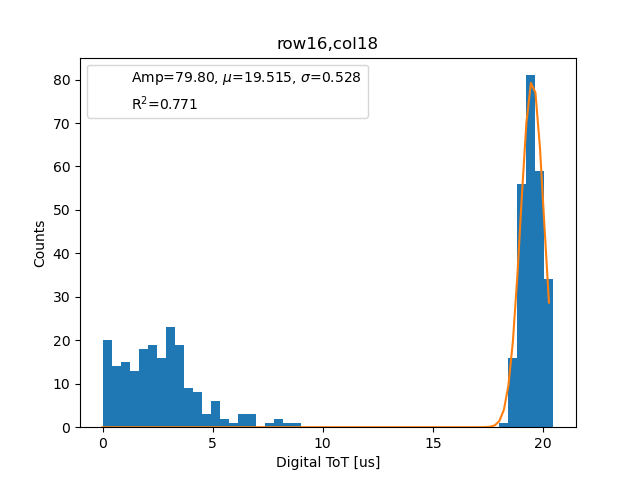 row16,col18
Amp=79.80, μ=19.515, σ=0.528
R²=0.771
Counts
80
70
60
50
40
30
20
10
0
0 5 10 15 20
Digital ToT [us]